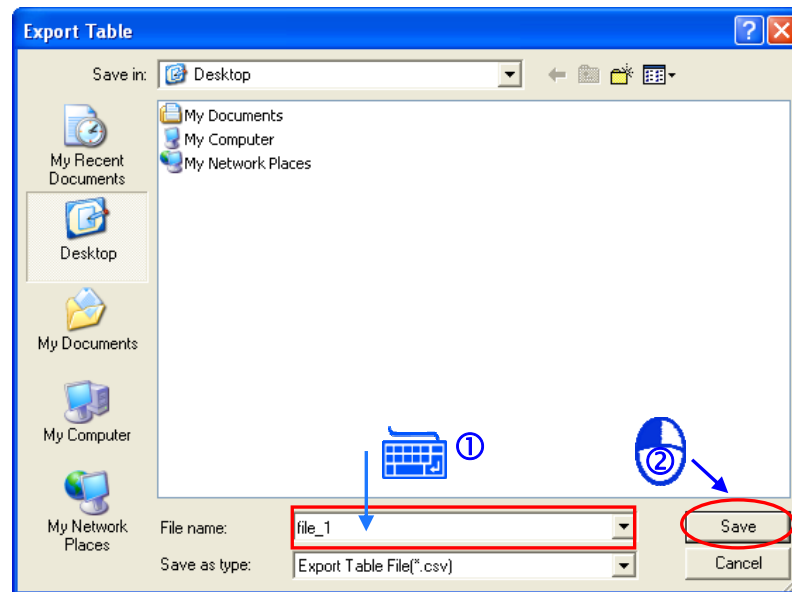 Export Table
Save in:
Desktop
My Recent
Documents
Desktop
My Documents
My Computer
My Network
Places
My Documents
My Computer
My Network Places
①
②
File name:
file_1
Save
Save as type:
Export Table File(*.csv)
Cancel